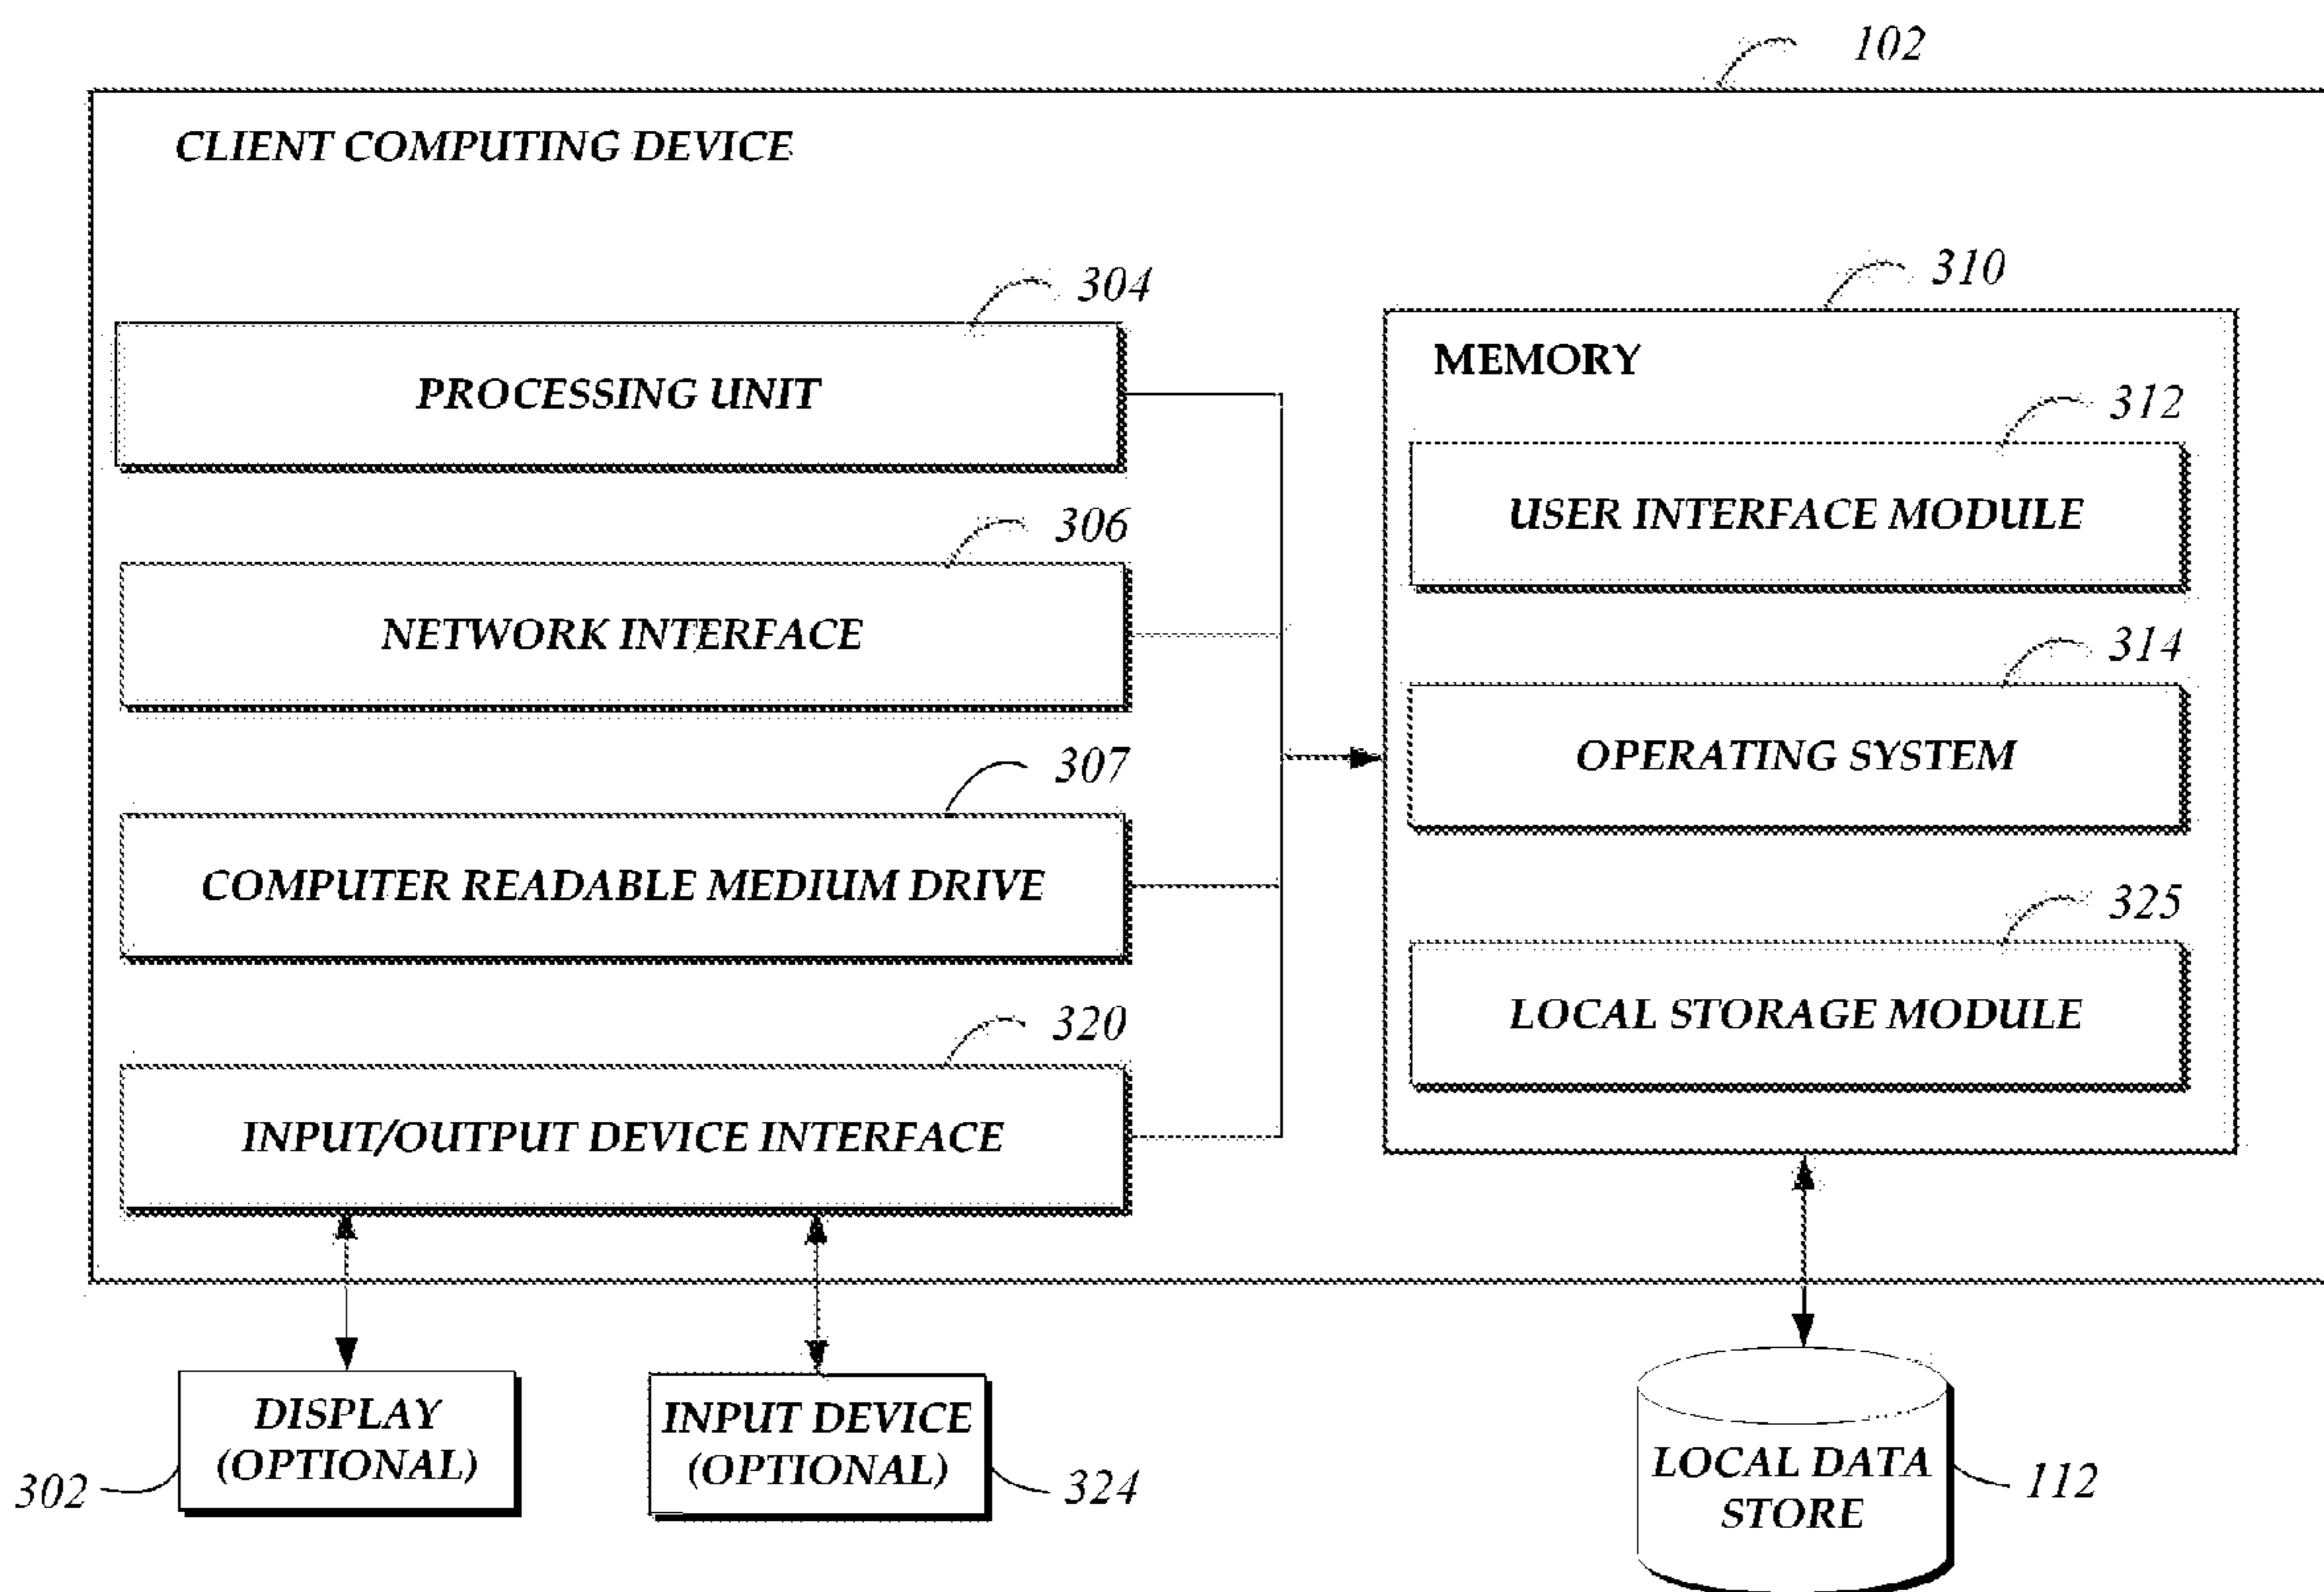 102
CLIENT COMPUTING DEVICE
304
PROCESSING UNIT
306
NETWORK INTERFACE
307
COMPUTER READABLE MEDIUM DRIVE
320
INPUT/OUTPUT DEVICE INTERFACE
310
MEMORY
312
USER INTERFACE MODULE
314
OPERATING SYSTEM
325
LOCAL STORAGE MODULE
DISPLAY
(OPTIONAL)
302
INPUT DEVICE
(OPTIONAL)
324
LOCAL DATA
STORE
112